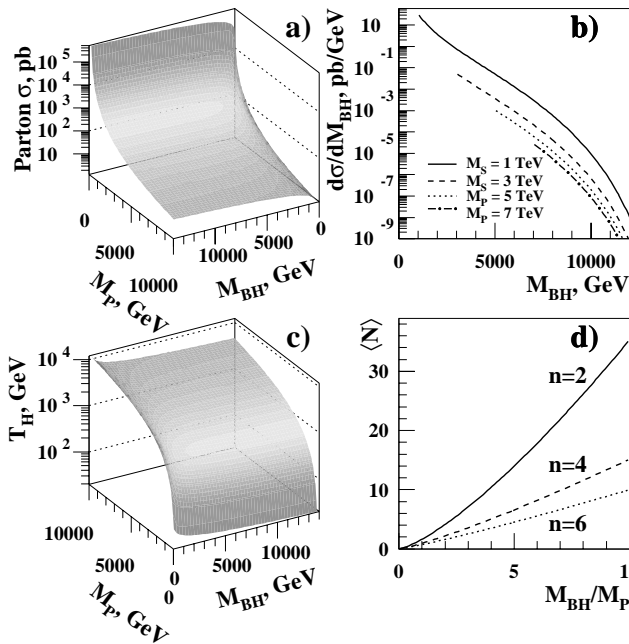 a)
Parton σ, pb
10^5
10^4
10^3
10^2
10
0
5000
10000
M_P, GeV
10000
5000
0
M_BH, GeV
b)
dσ/dM_BH, pb/GeV
10
10^-1
10^-3
10^-5
10^-7
10^-9
M_S = 1 TeV
M_S = 3 TeV
M_P = 5 TeV
M_P = 7 TeV
0
5000
10000
M_BH, GeV
c)
T_H, GeV
10^4
10^3
10^2
10000
5000
0
M_P, GeV
0
5000
10000
M_BH, GeV
d)
⟨N⟩
30
20
10
0
n=2
n=4
n=6
0
5
10
M_BH/M_P